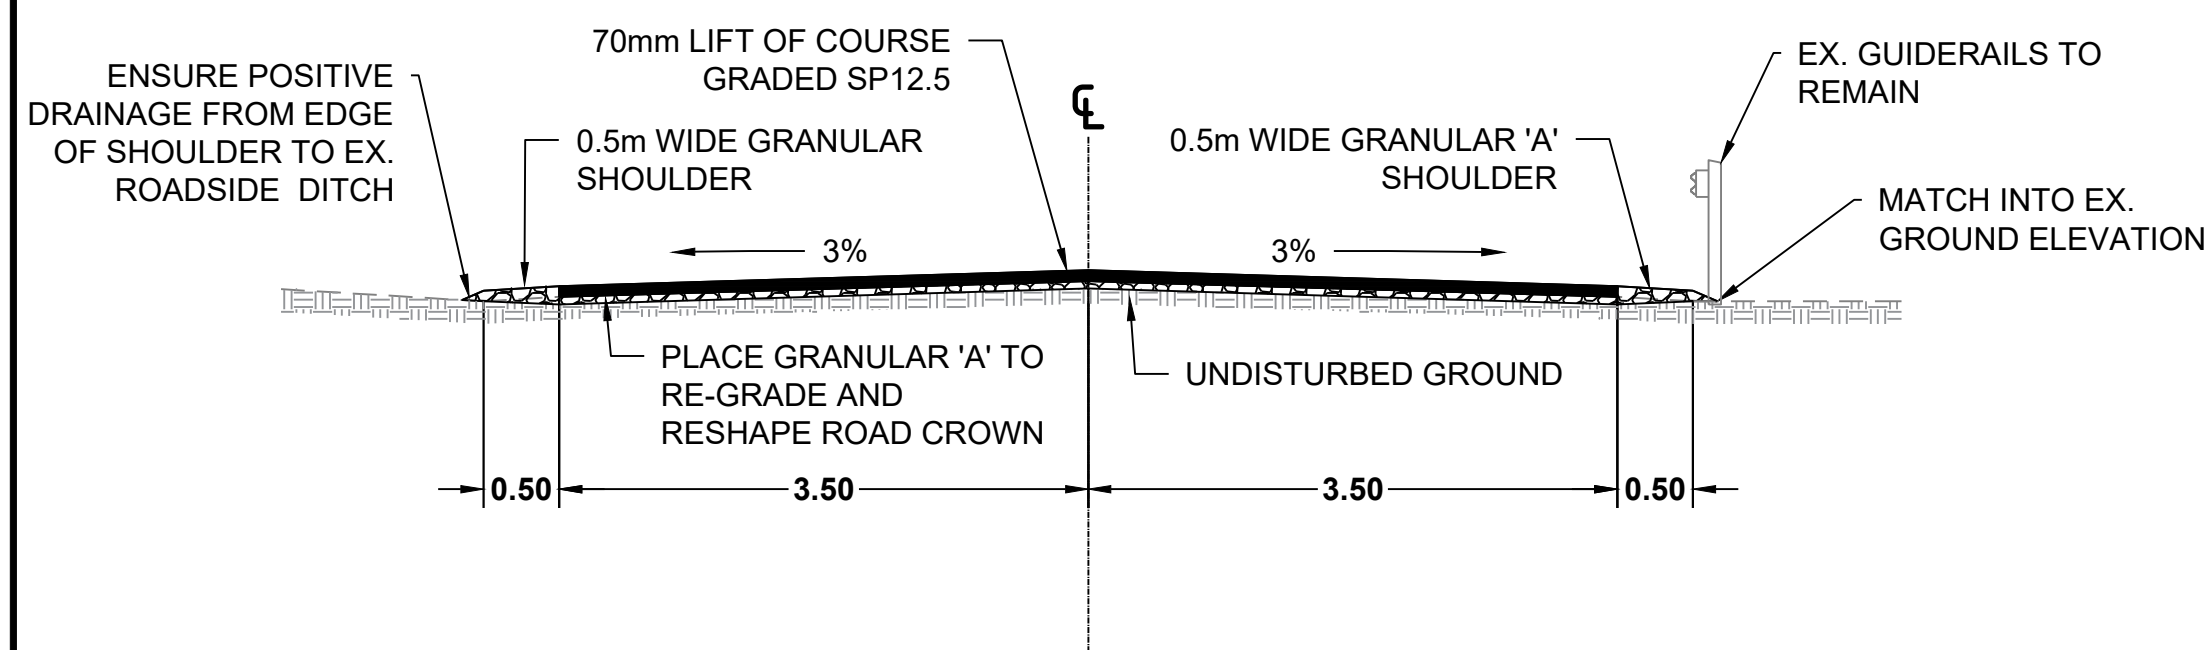 70mm LIFT OF COURSE
GRADED SP12.5
ENSURE POSITIVE
DRAINAGE FROM EDGE
OF SHOULDER TO EX.
ROADSIDE DITCH
0.5m WIDE GRANULAR
SHOULDER
℄
0.5m WIDE GRANULAR 'A'
SHOULDER
EX. GUIDERAILS TO
REMAIN
MATCH INTO EX.
GROUND ELEVATION
3%
3%
PLACE GRANULAR 'A' TO
RE-GRADE AND
RESHAPE ROAD CROWN
UNDISTURBED GROUND
0.50
3.50
3.50
0.50